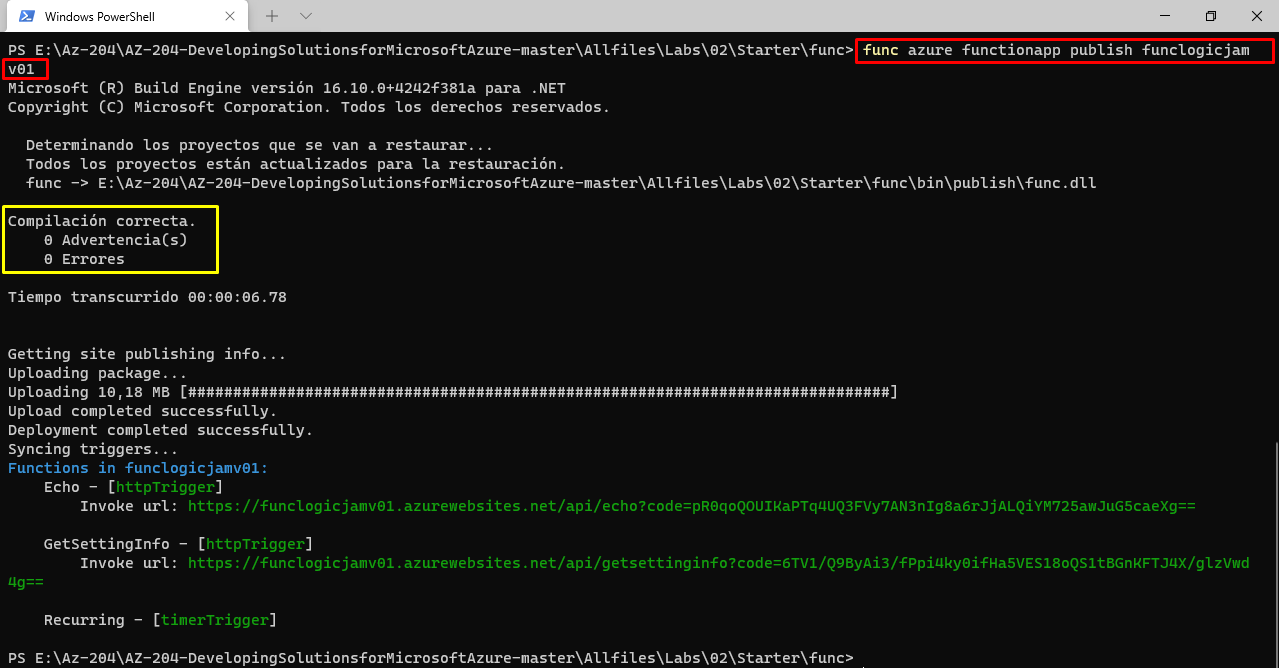 Windows PowerShell
PS E:\Az-204\AZ-204-DevelopingSolutionsforMicrosoftAzure-master\Allfiles\Labs\02\Starter\func> func azure functionapp publish funclogicjam
v01
Microsoft (R) Build Engine versión 16.10.0+4242f381a para .NET
Copyright (C) Microsoft Corporation. Todos los derechos reservados.
  Determinando los proyectos que se van a restaurar...
  Todos los proyectos están actualizados para la restauración.
  func -> E:\Az-204\AZ-204-DevelopingSolutionsforMicrosoftAzure-master\Allfiles\Labs\02\Starter\func\bin\publish\func.dll
Compilación correcta.
    0 Advertencia(s)
    0 Errores
Tiempo transcurrido 00:00:06.78
Getting site publishing info...
Uploading package...
Uploading 10,18 MB [##############################################################################]
Upload completed successfully.
Deployment completed successfully.
Syncing triggers...
Functions in funclogicjamv01:
    Echo - [httpTrigger]
        Invoke url: https://funclogicjamv01.azurewebsites.net/api/echo?code=pR0qoQOUIKaPTq4UQ3FVy7AN3nIg8a6rJjALQiYM725awJuG5caeXg==
    GetSettingInfo - [httpTrigger]
        Invoke url: https://funclogicjamv01.azurewebsites.net/api/getsettinginfo?code=6TV1/Q9ByAi3/fPpi4ky0ifHa5VES18oQS1tBGnKFTJ4X/glzVwd
4g==
    Recurring - [timerTrigger]
PS E:\Az-204\AZ-204-DevelopingSolutionsforMicrosoftAzure-master\Allfiles\Labs\02\Starter\func>